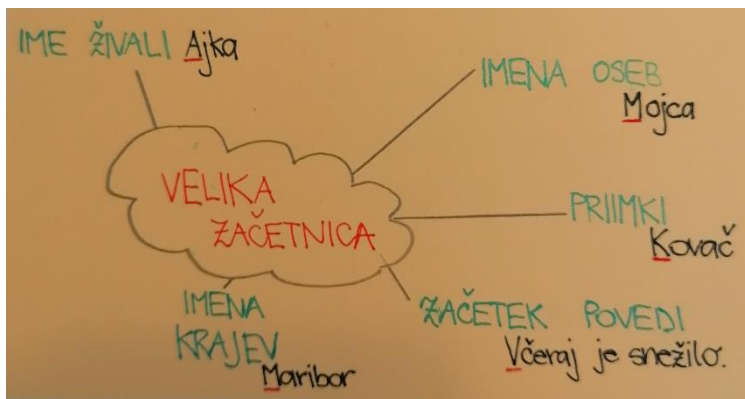 IME ŽIVALI Ajka
IMENA OSEB
Mojca
VELIKA
ZAČETNICA
PRIIMKI
Kovač
IMENA
KRAJEV
Maribor
ZAČETEK POVEDI
Včeraj je snežilo.